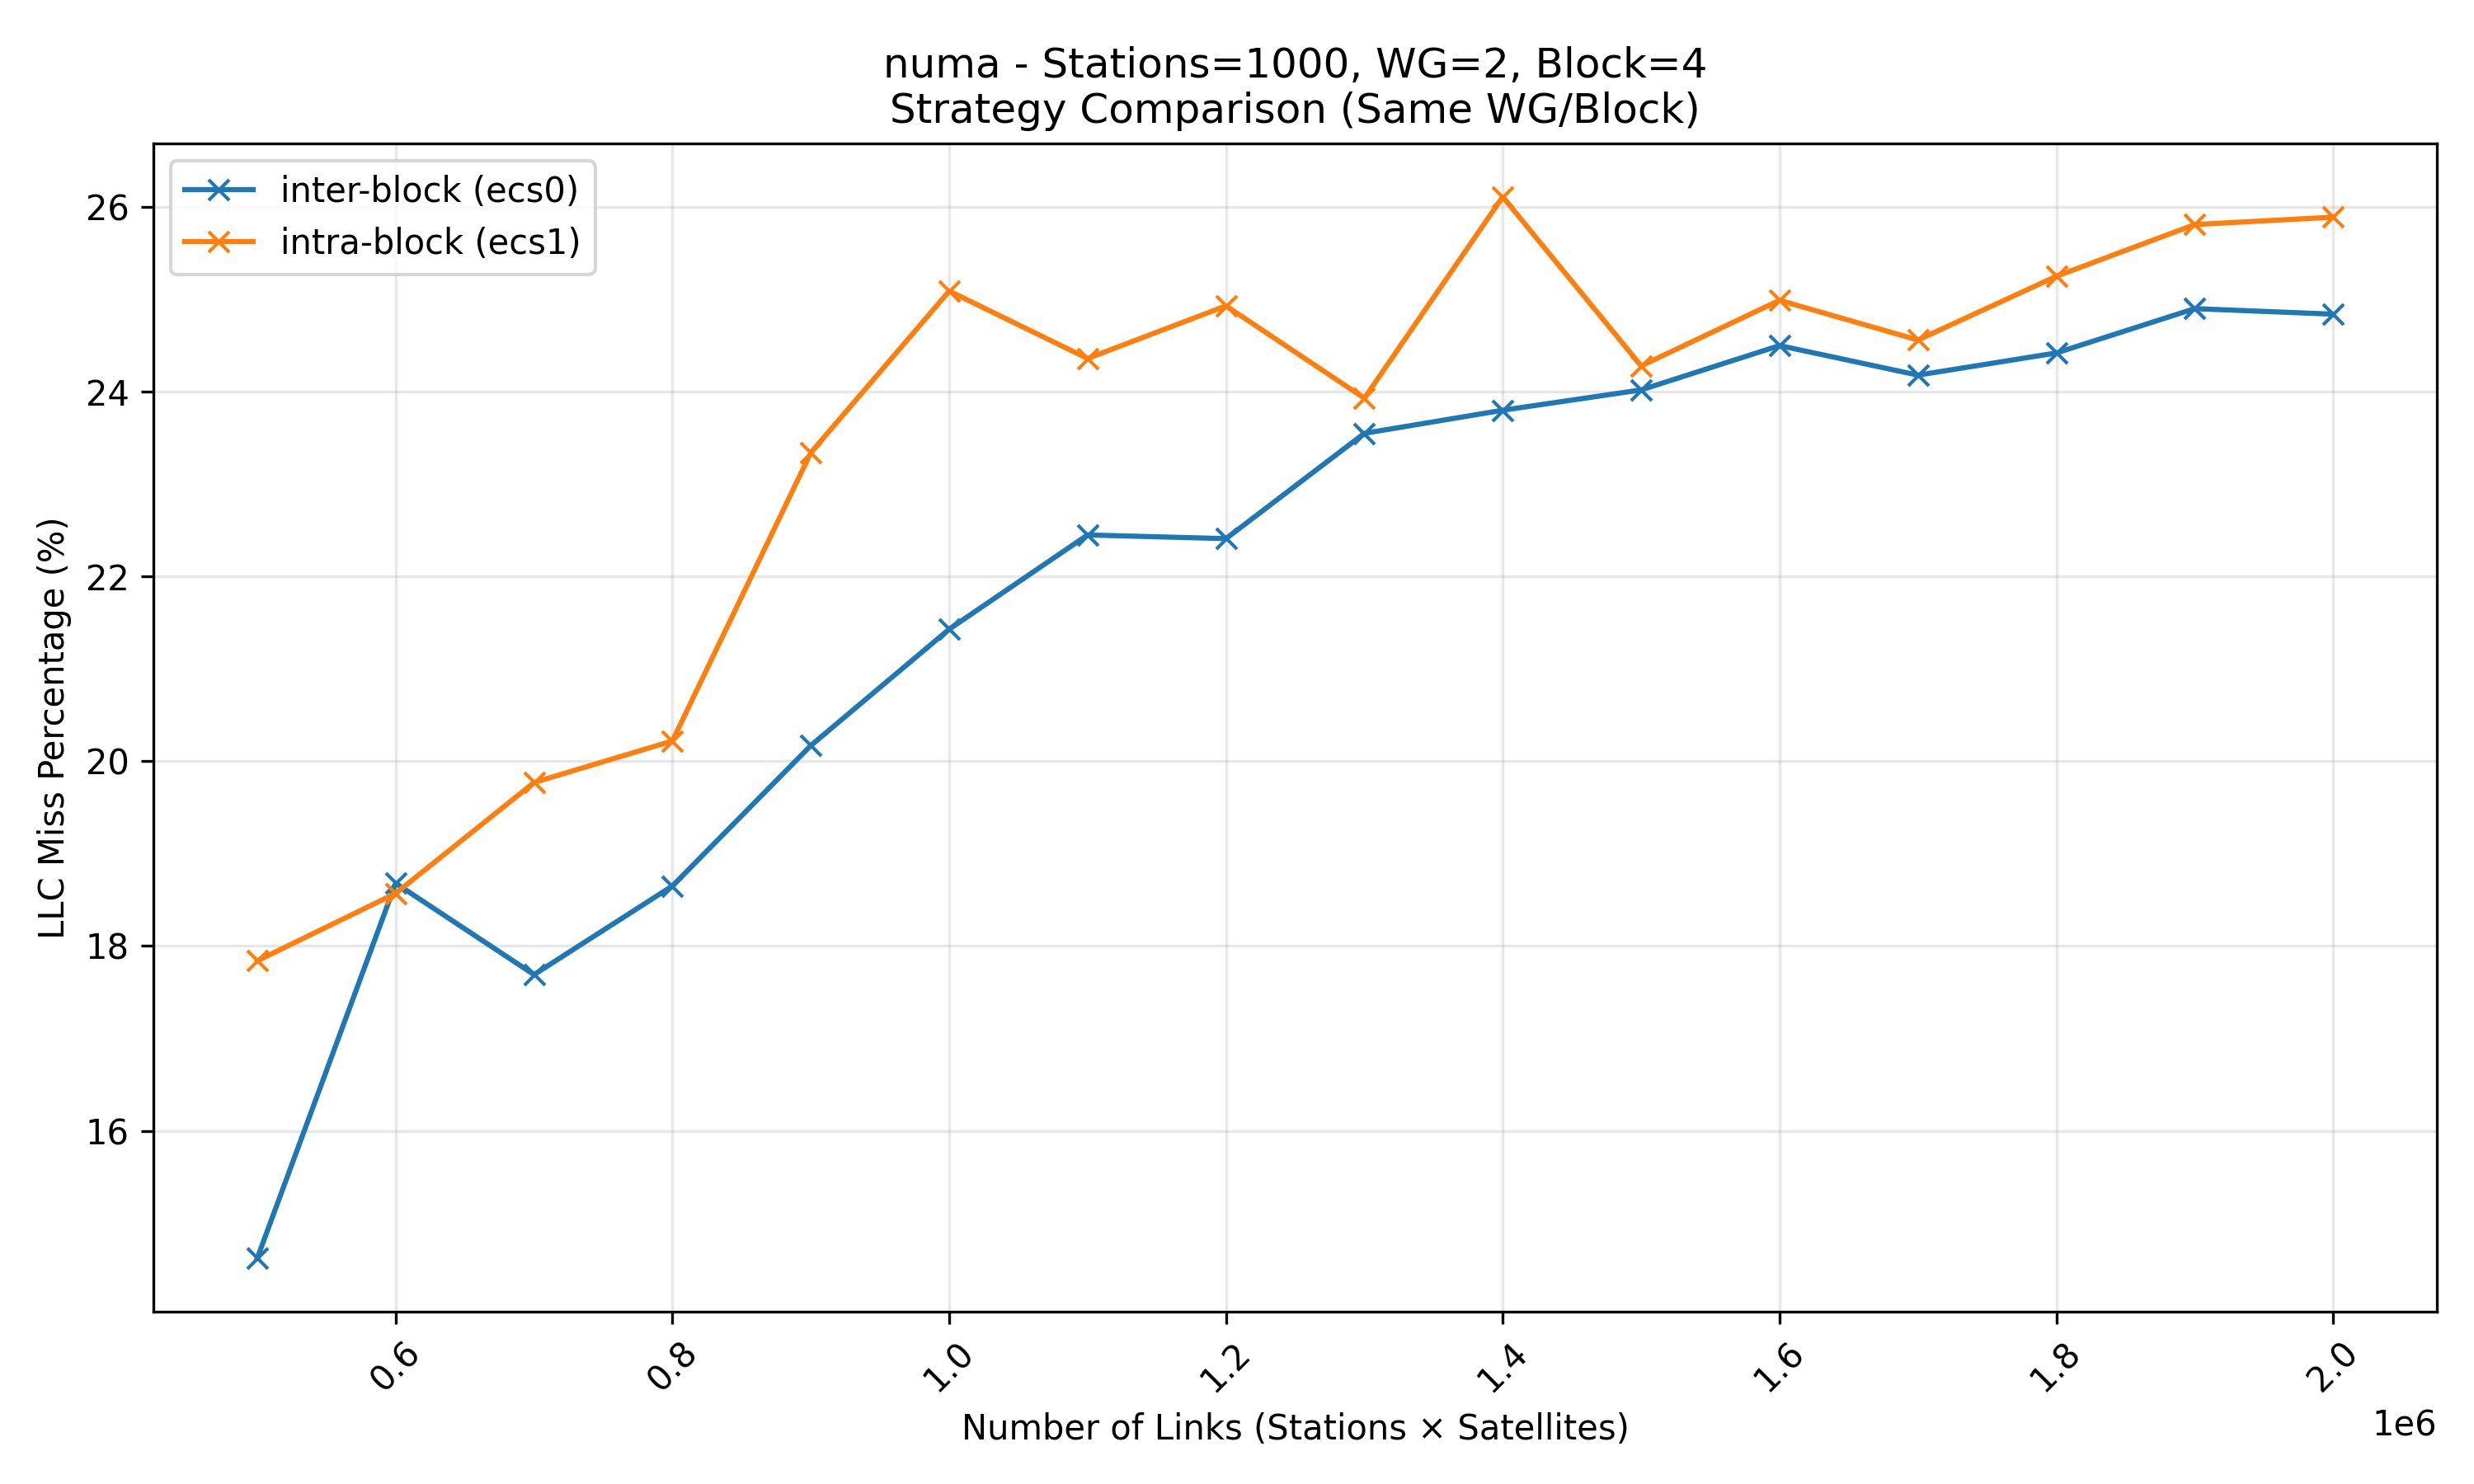 numa - Stations=1000, WG=2, Block=4
Strategy Comparison (Same WG/Block)
inter-block (ecs0)
intra-block (ecs1)
LLC Miss Percentage (%)
26
24
22
20
18
16
0.6
0.8
1.0
1.2
1.4
1.6
1.8
2.0
1e6
Number of Links (Stations × Satellites)